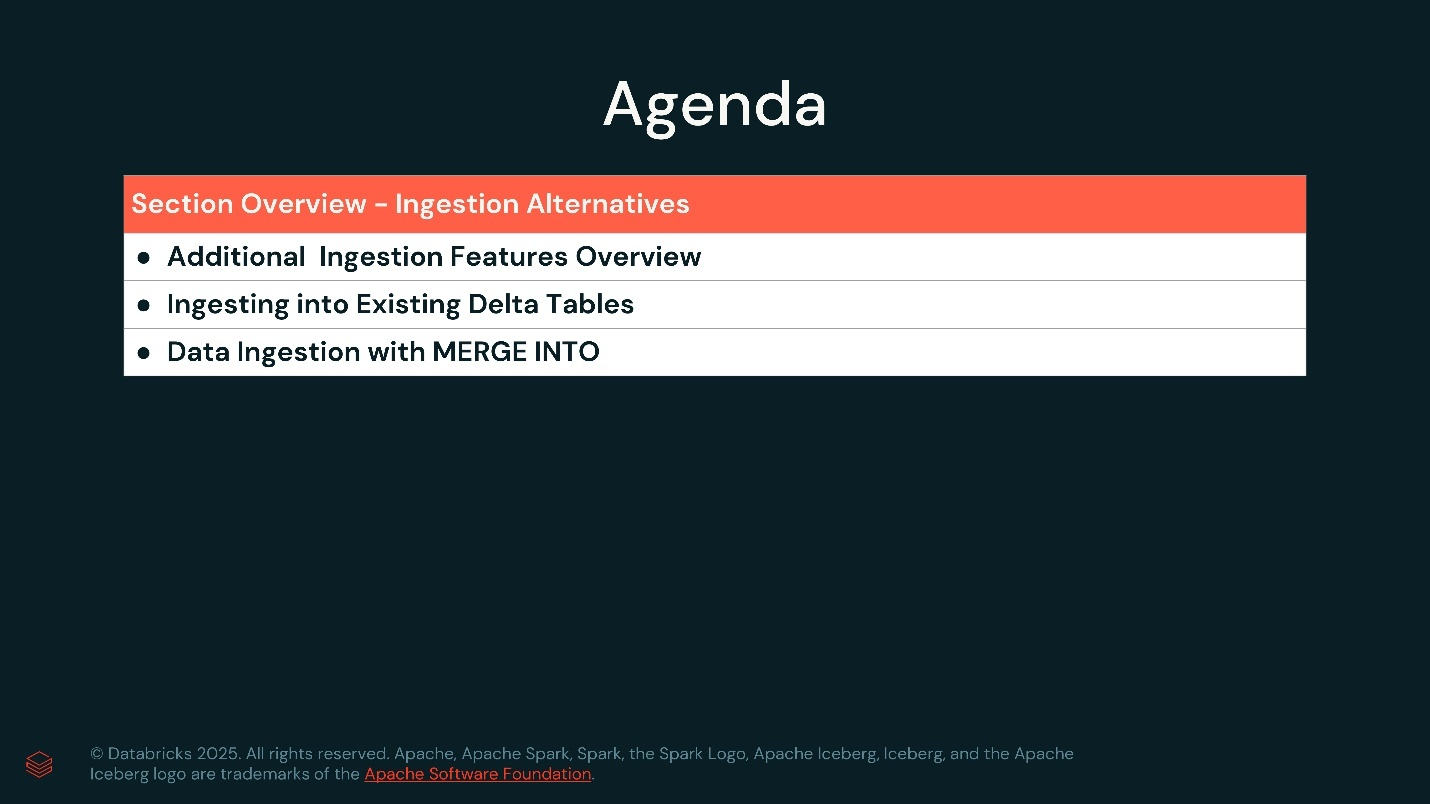 Agenda
Section Overview - Ingestion Alternatives
● Additional  Ingestion Features Overview
● Ingesting into Existing Delta Tables
● Data Ingestion with MERGE INTO
© Databricks 2025. All rights reserved. Apache, Apache Spark, Spark, the Spark Logo, Apache Iceberg, Iceberg, and the Apache
Iceberg logo are trademarks of the Apache Software Foundation.